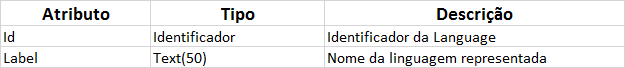 Atributo Tipo Descrição
Id Identificador Identificador da Language
Label Text(50) Nome da linguagem representada